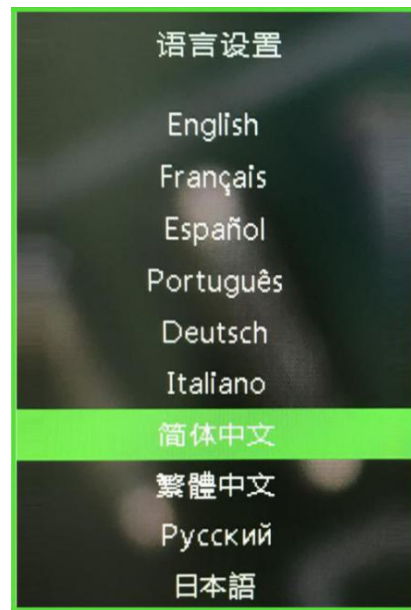 语言设置
English
Français
Español
Português
Deutsch
Italiano
简体中文
繁體中文
Русский
日本語